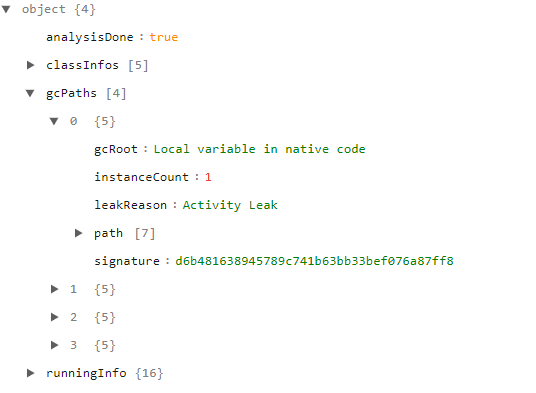 object {4}
analysisDone : true
classInfos [5]
gcPaths [4]
0 {5}
gcRoot : Local variable in native code
instanceCount : 1
leakReason : Activity Leak
path [7]
signature : d6b481638945789c741b63bb33bef076a87ff8
1 {5}
2 {5}
3 {5}
runningInfo {16}